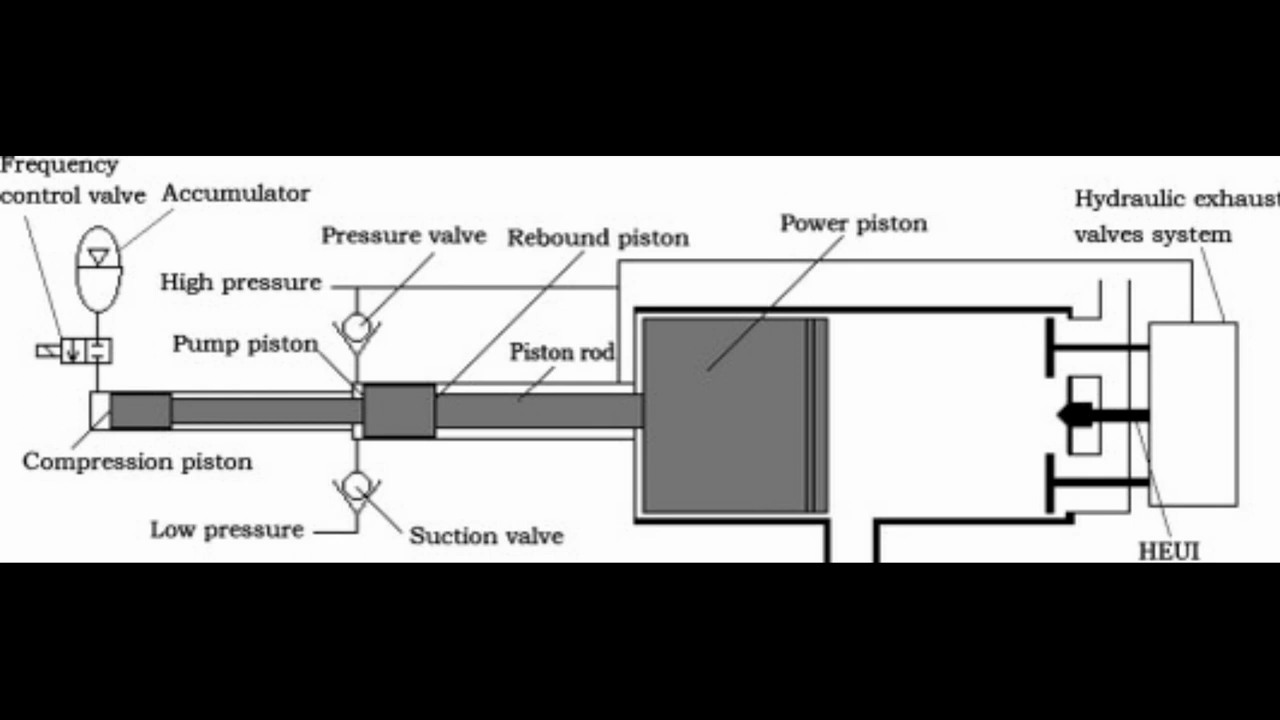 Frequency
control valve
Accumulator
Pressure valve
Rebound piston
Power piston
Hydraulic exhaust
valves system
High pressure
Pump piston
Piston rod
Compression piston
Low pressure
Suction valve
HEUI